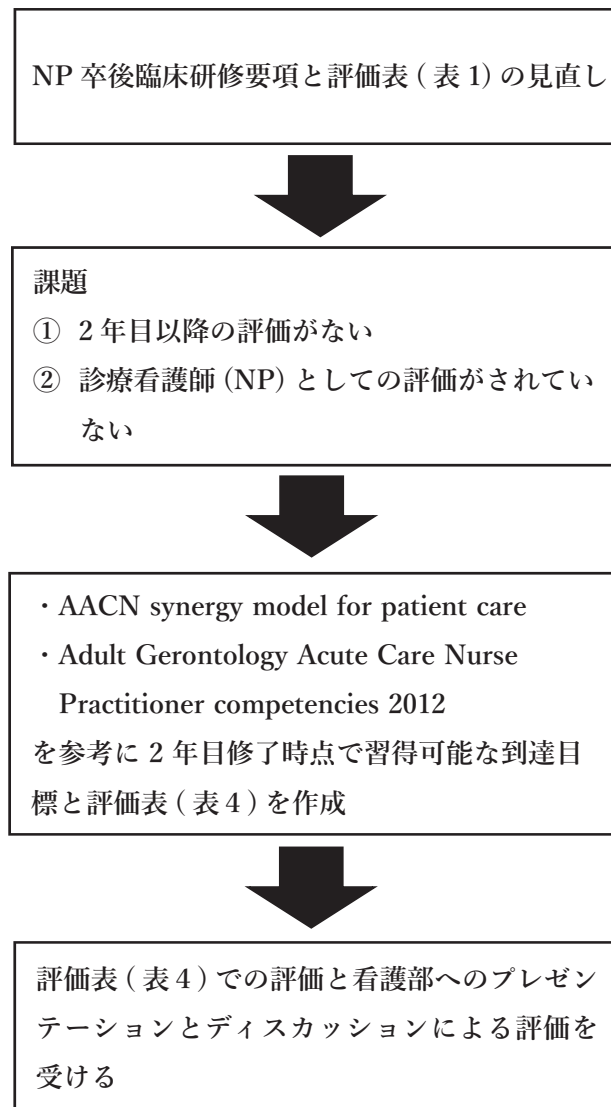 NP 卒後臨床研修要項と評価表 ( 表 1) の見直し
課題
① 2 年目以降の評価がない
② 診療看護師 (NP) としての評価がされてい
ない
・AACN synergy model for patient care
・Adult Gerontology Acute Care Nurse
Practitioner competencies 2012
を参考に 2 年目修了時点で習得可能な到達目
標と評価表 ( 表 4 ) を作成
評価表 ( 表 4 ) での評価と看護部へのプレゼン
テーションとディスカッションによる評価を
受ける